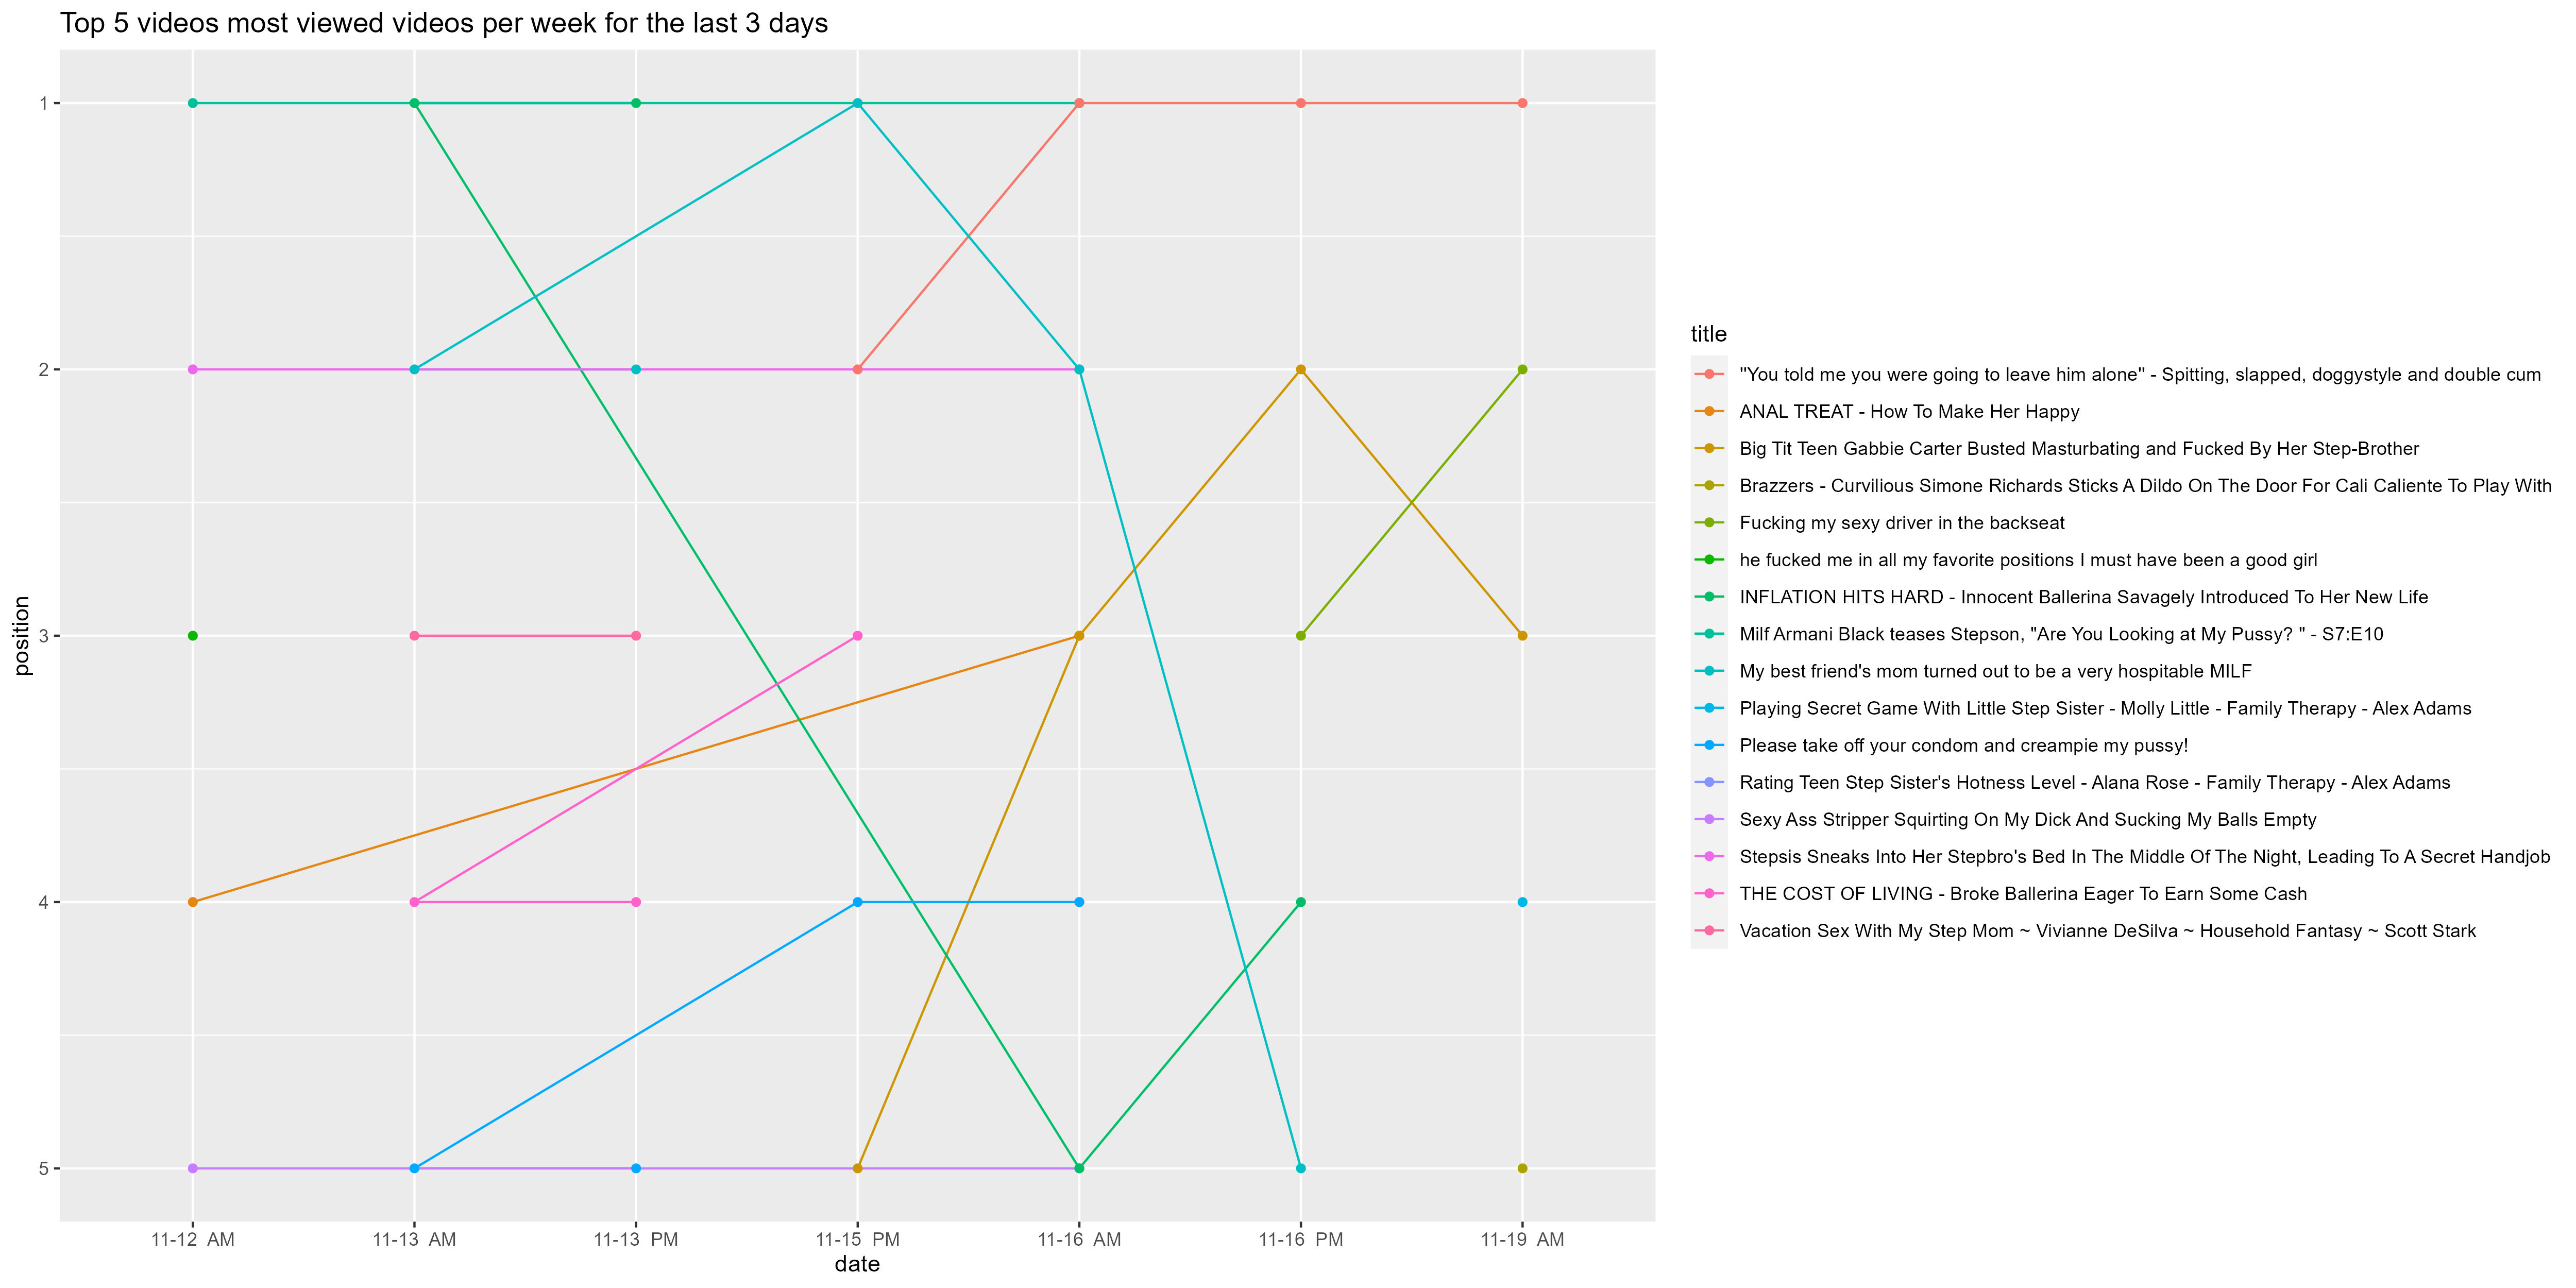 Top 5 videos most viewed videos per week for the last 3 days
position
1
2
3
4
5
11-12 AM
11-13 AM
11-13 PM
11-15 PM
11-16 AM
11-16 PM
11-19 AM
date
title
"You told me you were going to leave him alone" - Spitting, slapped, doggystyle and double cum
ANAL TREAT - How To Make Her Happy
Big Tit Teen Gabbie Carter Busted Masturbating and Fucked By Her Step-Brother
Brazzers - Curvilious Simone Richards Sticks A Dildo On The Door For Cali Caliente To Play With
Fucking my sexy driver in the backseat
he fucked me in all my favorite positions I must have been a good girl
INFLATION HITS HARD - Innocent Ballerina Savagely Introduced To Her New Life
Milf Armani Black teases Stepson, "Are You Looking at My Pussy? " - S7:E10
My best friend's mom turned out to be a very hospitable MILF
Playing Secret Game With Little Step Sister - Molly Little - Family Therapy - Alex Adams
Please take off your condom and creampie my pussy!
Rating Teen Step Sister's Hotness Level - Alana Rose - Family Therapy - Alex Adams
Sexy Ass Stripper Squirting On My Dick And Sucking My Balls Empty
Stepsis Sneaks Into Her Stepbro's Bed In The Middle Of The Night, Leading To A Secret Handjob
THE COST OF LIVING - Broke Ballerina Eager To Earn Some Cash
Vacation Sex With My Step Mom ~ Vivianne DeSilva ~ Household Fantasy ~ Scott Stark